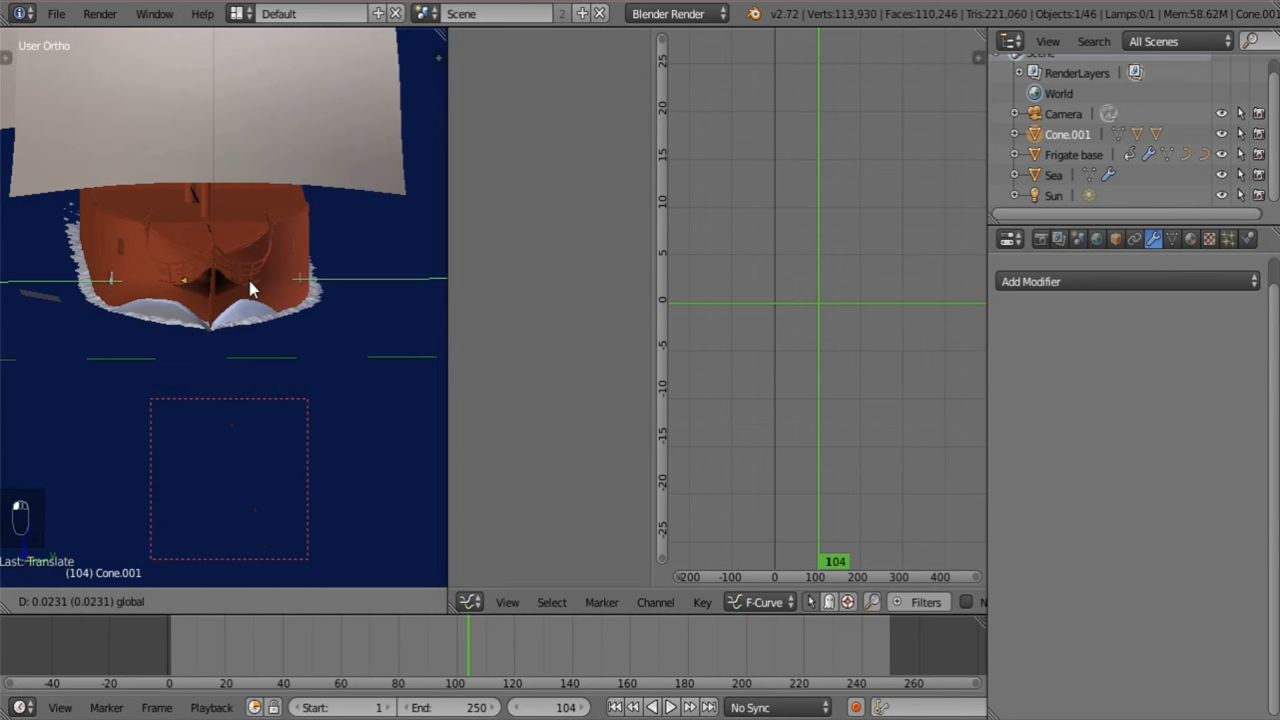 File Render Window Help Default Scene 2 Blender Render v2.72 | Verts:113,930 | Faces:110,246 | Tris:221,060 | Objects:1/46 | Lamps:0/1 | Mem:58.62M | Cone.001
User Ortho
View Search All Scenes
RenderLayers
World
Camera
Cone.001
Frigate base
Sea
Sun
Add Modifier
25
20
15
10
5
0
-5
-10
-15
-20
-25
Last: Translate
(104) Cone.001
104
-200 -100 0 100 200 300 400
D: 0.0231 (0.0231) global
View Select Marker Channel Key F-Curve Filters N
-40 -20 0 20 40 60 80 100 120 140 160 180 200 220 240 260
View Marker Frame Playback Start: 1 End: 250 104 No Sync